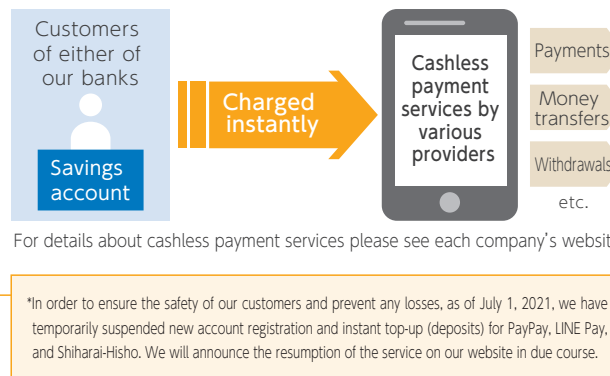 Customers
of either of
our banks
Savings
account
Charged
instantly
Cashless
payment
services by
various
providers
Payments
Money
transfers
Withdrawals
etc.
For details about cashless payment services please see each company's websit
*In order to ensure the safety of our customers and prevent any losses, as of July 1, 2021, we have
temporarily suspended new account registration and instant top-up (deposits) for PayPay, LINE Pay,
and Shiharai-Hisho. We will announce the resumption of the service on our website in due course.